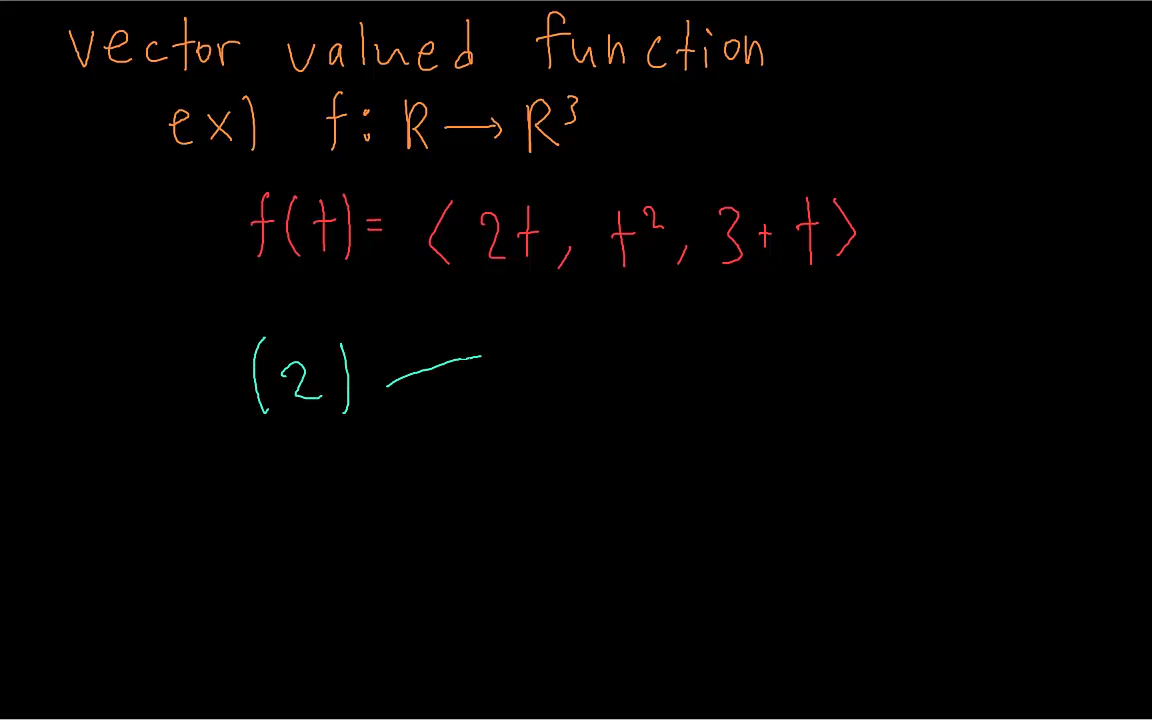 vector valued function
ex) f: R → R³
f(t) = ⟨2t, t², 3+t⟩
(2)